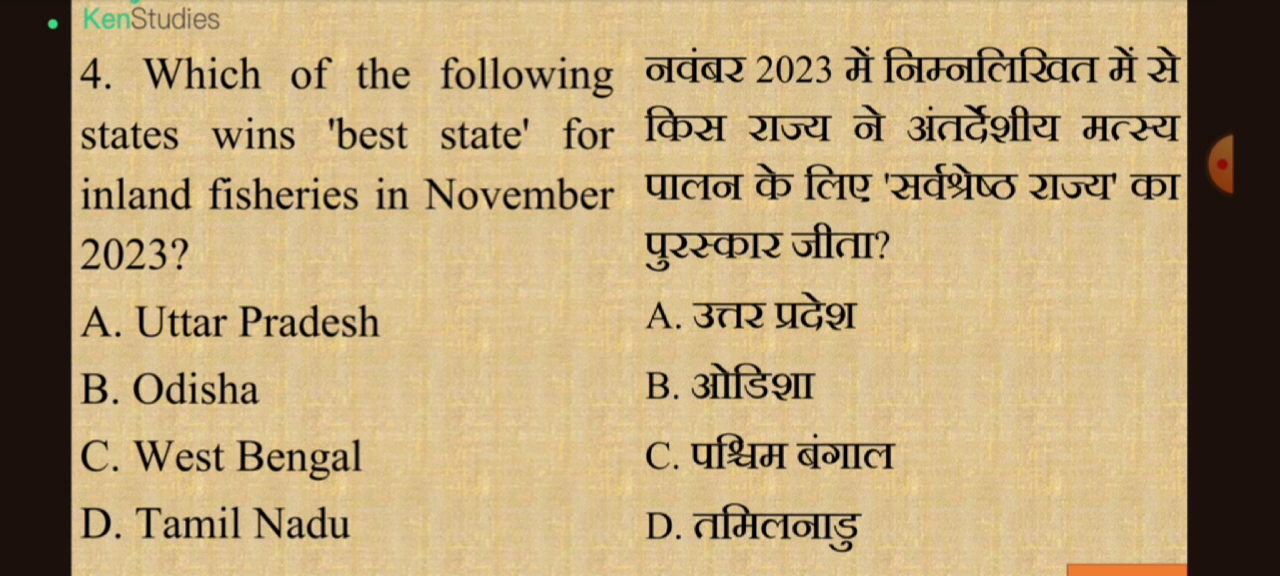 KenStudies
4. Which of the following
states wins 'best state' for
inland fisheries in November
2023?
A. Uttar Pradesh
B. Odisha
C. West Bengal
D. Tamil Nadu
नवंबर 2023 में निम्नलिखित में से
किस राज्य ने अंतर्देशीय मत्स्य
पालन के लिए 'सर्वश्रेष्ठ राज्य' का
पुरस्कार जीता?
A. उत्तर प्रदेश
B. ओडिशा
C. पश्चिम बंगाल
D. तमिलनाडु